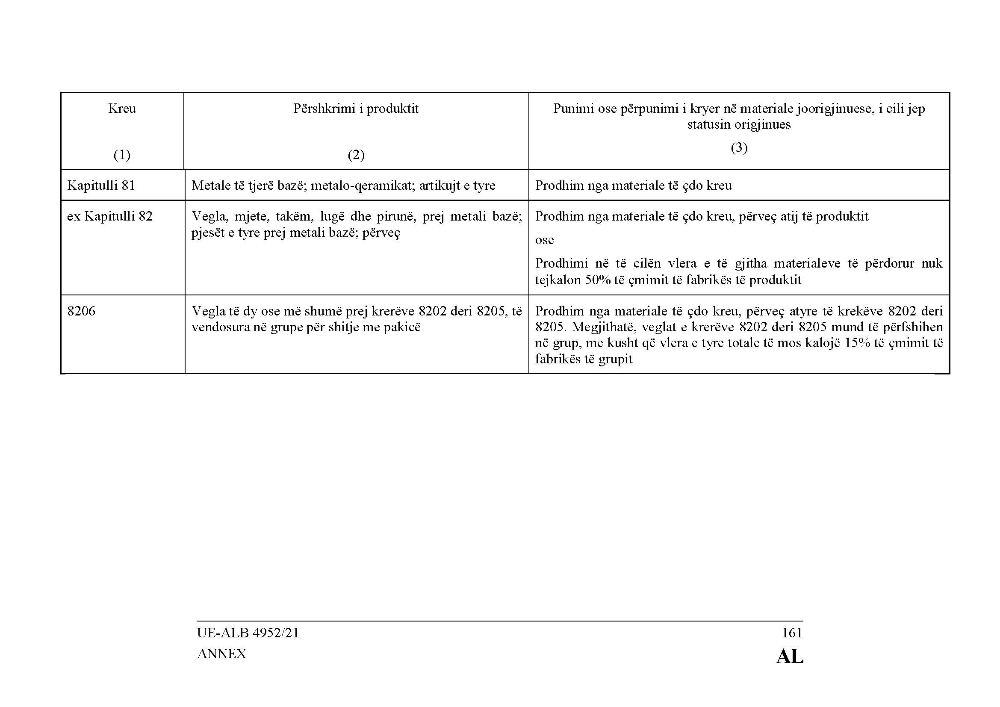 Kreu
(1)
Përshkrimi i produktit
(2)
Punimi ose përpunimi i kryer në materiale joorigjinuese, i cili jep
statusin origjinues
(3)
Kapitulli 81
Metale të tjerë bazë; metalo-qeramikat; artikujt e tyre
Prodhim nga materiale të çdo kreu
ex Kapitulli 82
Vegla, mjete, takëm, lugë dhe pirunë, prej metali bazë;
pjesët e tyre prej metali bazë; përveç
Prodhim nga materiale të çdo kreu, përveç atij të produktit
ose
Prodhimi në të cilën vlera e të gjitha materialeve të përdorur nuk
tejkalon 50% të çmimit të fabrikës të produktit
8206
Vegla të dy ose më shumë prej krerëve 8202 deri 8205, të
vendosura në grupe për shitje me pakicë
Prodhim nga materiale të çdo kreu, përveç atyre të krekëve 8202 deri
8205. Megjithatë, veglat e krerëve 8202 deri 8205 mund të përfshihen
në grup, me kusht që vlera e tyre totale të mos kalojë 15% të çmimit të
fabrikës të grupit
UE-ALB 4952/21
161
ANNEX
AL